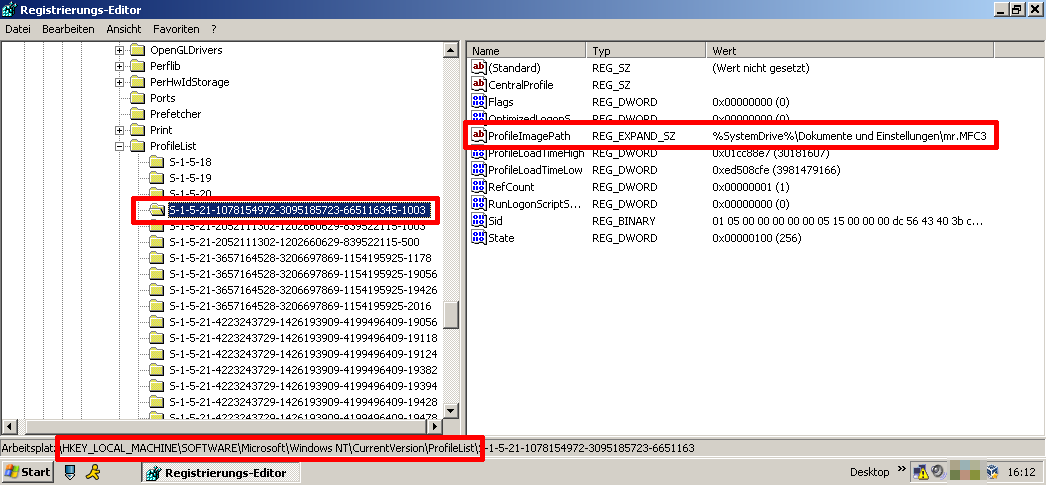 Registrierungs-Editor
Datei Bearbeiten Ansicht Favoriten ?
OpenGLDrivers
Perflib
PerHwIdStorage
Ports
Prefetcher
Print
ProfileList
S-1-5-18
S-1-5-19
S-1-5-20
S-1-5-21-1078154972-3095185723-665116345-1003
S-1-5-21-2052111302-1202660629-839522115-1003
S-1-5-21-2052111302-1202660629-839522115-500
S-1-5-21-3657164528-3206697869-1154195925-1178
S-1-5-21-3657164528-3206697869-1154195925-19056
S-1-5-21-3657164528-3206697869-1154195925-19426
S-1-5-21-3657164528-3206697869-1154195925-2016
S-1-5-21-4223243729-1426193909-4199496409-19056
S-1-5-21-4223243729-1426193909-4199496409-19118
S-1-5-21-4223243729-1426193909-4199496409-19124
S-1-5-21-4223243729-1426193909-4199496409-19382
S-1-5-21-4223243729-1426193909-4199496409-19394
S-1-5-21-4223243729-1426193909-4199496409-19428
S-1-5-21-4223243729-1426193909-4199496409-19478
Name Typ Wert
(Standard) REG_SZ (Wert nicht gesetzt)
CentralProfile REG_SZ
Flags REG_DWORD 0x00000000 (0)
OptimizedLogonS... REG_DWORD 0x00000000 (0)
ProfileImagePath REG_EXPAND_SZ %SystemDrive%\Dokumente und Einstellungen\mr.MFC3
ProfileLoadTimeHigh REG_DWORD 0x01cc88e7 (30181607)
ProfileLoadTimeLow REG_DWORD 0xed508cfe (3981479166)
RefCount REG_DWORD 0x00000001 (1)
RunLogonScriptS... REG_DWORD 0x00000000 (0)
Sid REG_BINARY 01 05 00 00 00 00 00 05 15 00 00 00 dc 56 43 40 3b c...
State REG_DWORD 0x00000100 (256)
Arbeitsplatz\HKEY_LOCAL_MACHINE\SOFTWARE\Microsoft\Windows NT\CurrentVersion\ProfileList\S-1-5-21-1078154972-3095185723-6651163
Start Registrierungs-Editor Desktop » 16:12